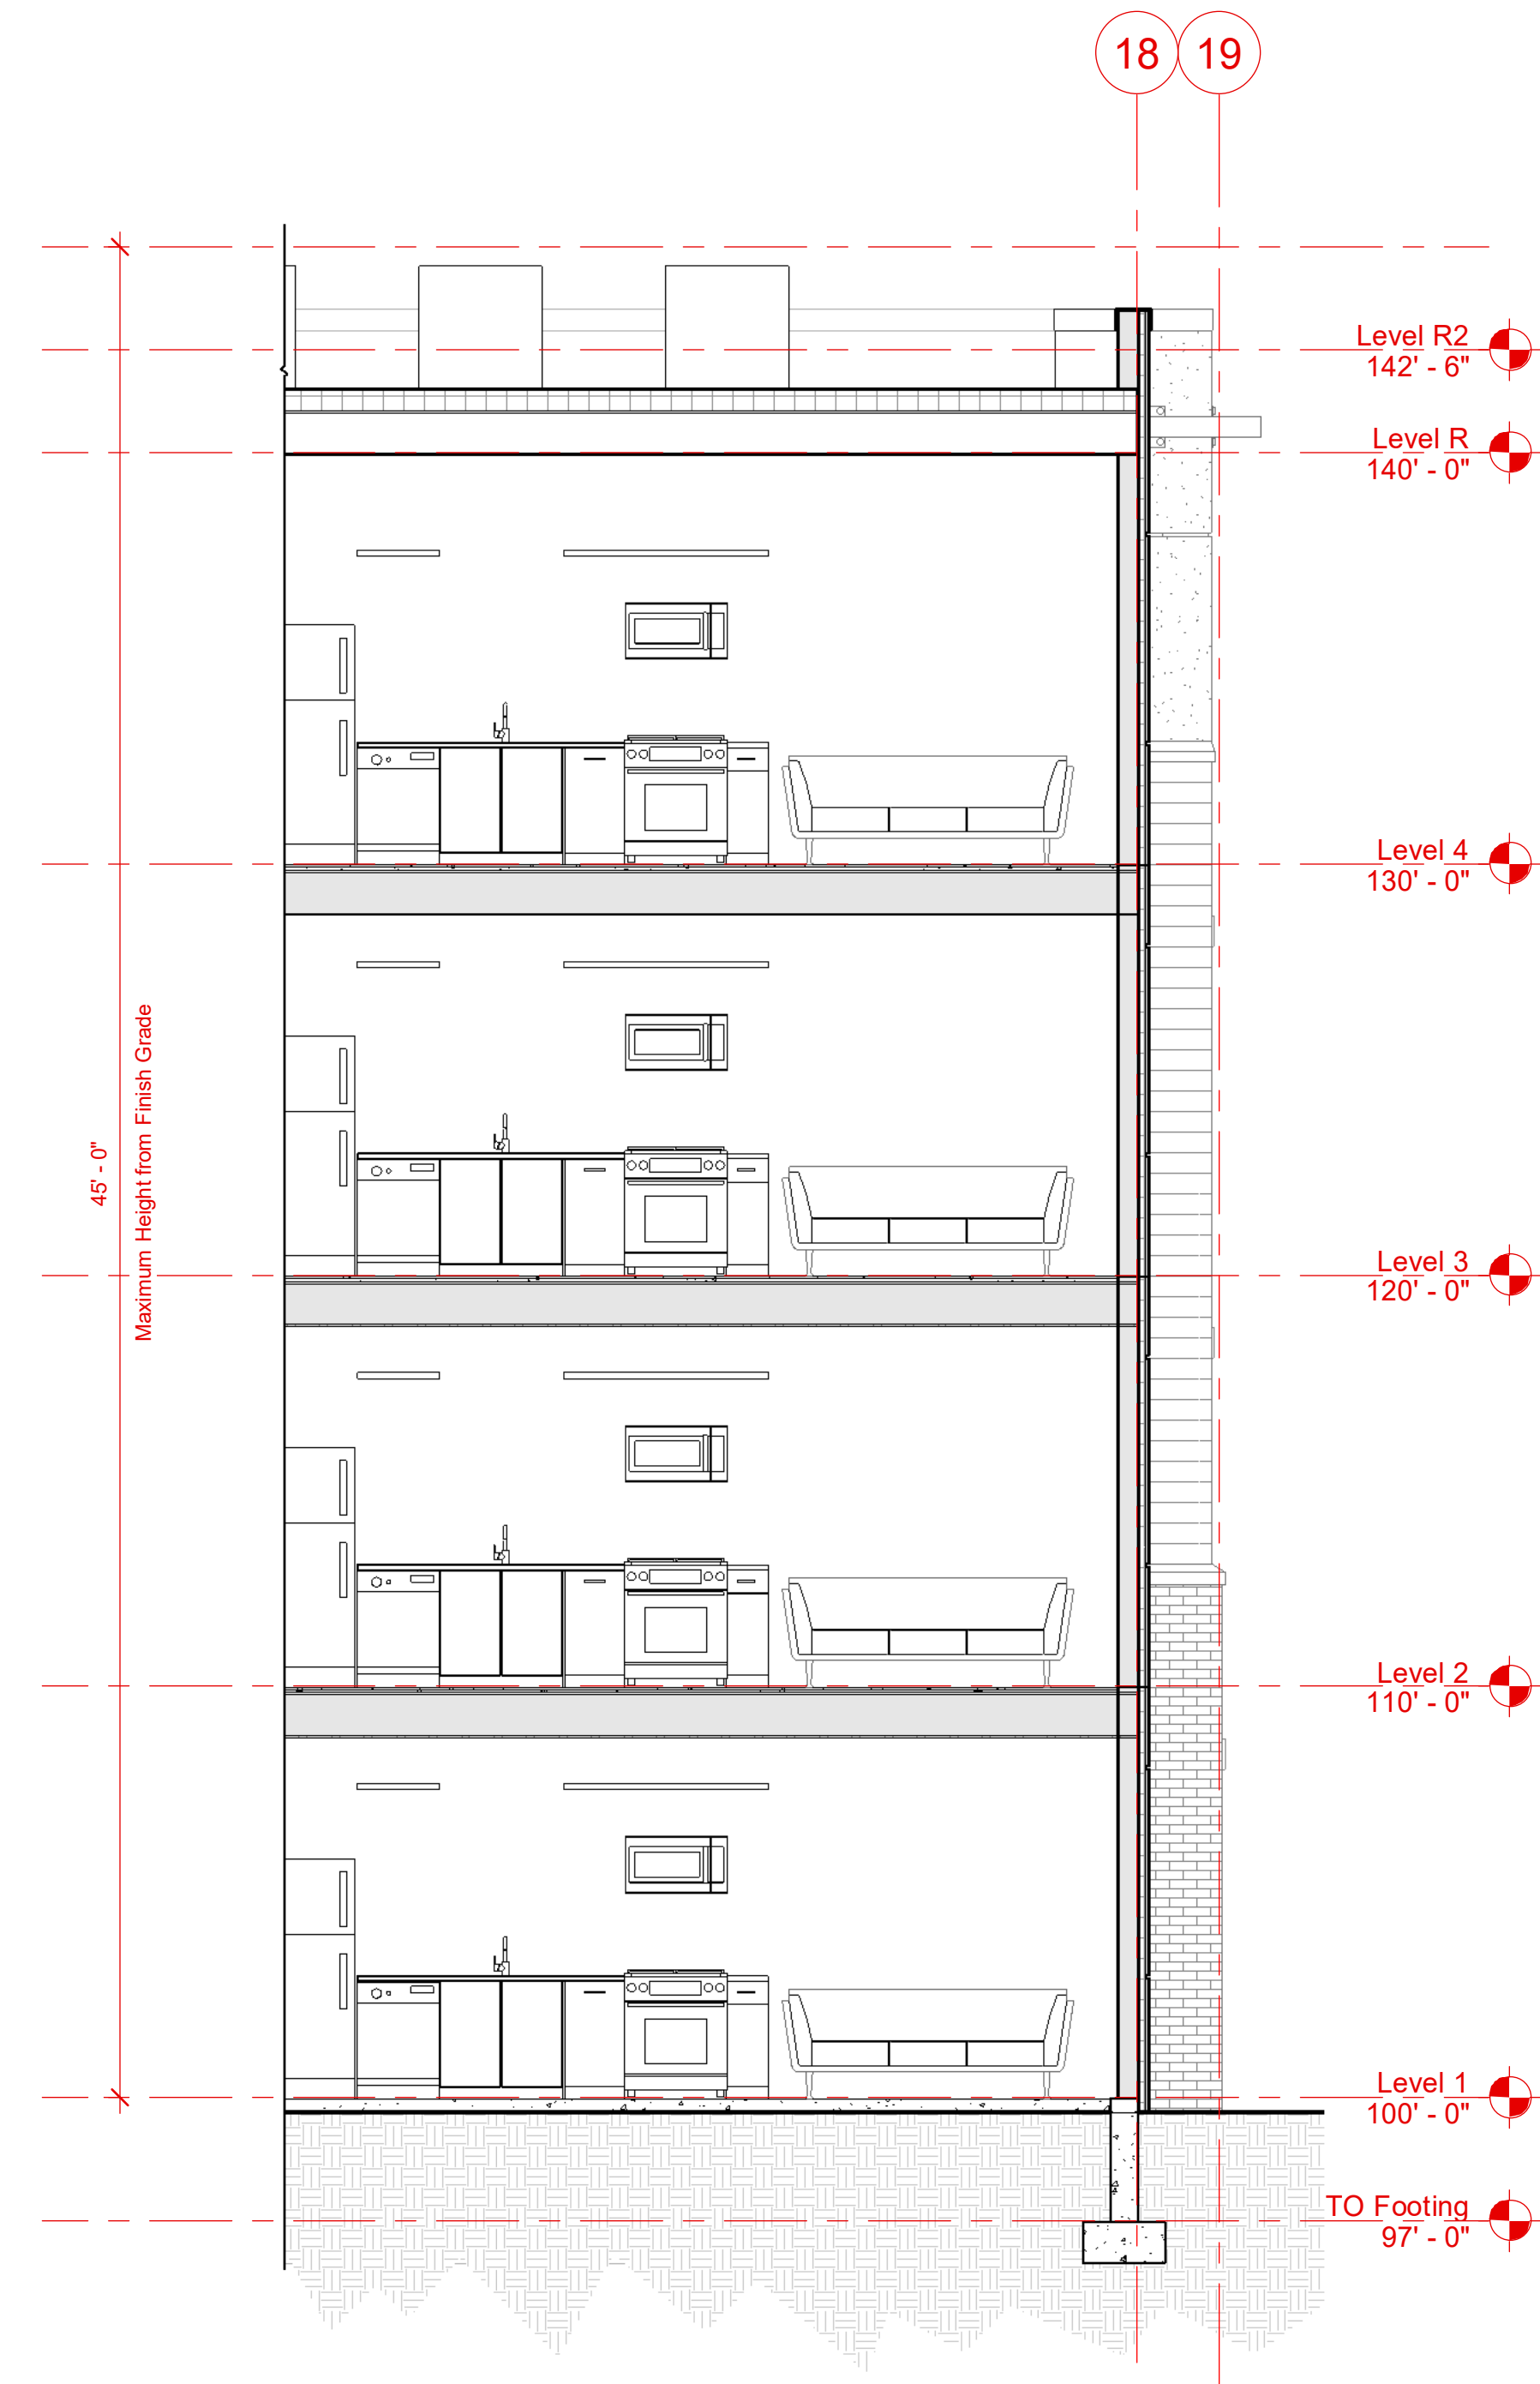 18
19
Level R2
142' - 6"
Level R
140' - 0"
Level 4
130' - 0"
45' - 0"
Maximum Height from Finish Grade
Level 3
120' - 0"
Level 2
110' - 0"
Level 1
100' - 0"
TO Footing
97' - 0"